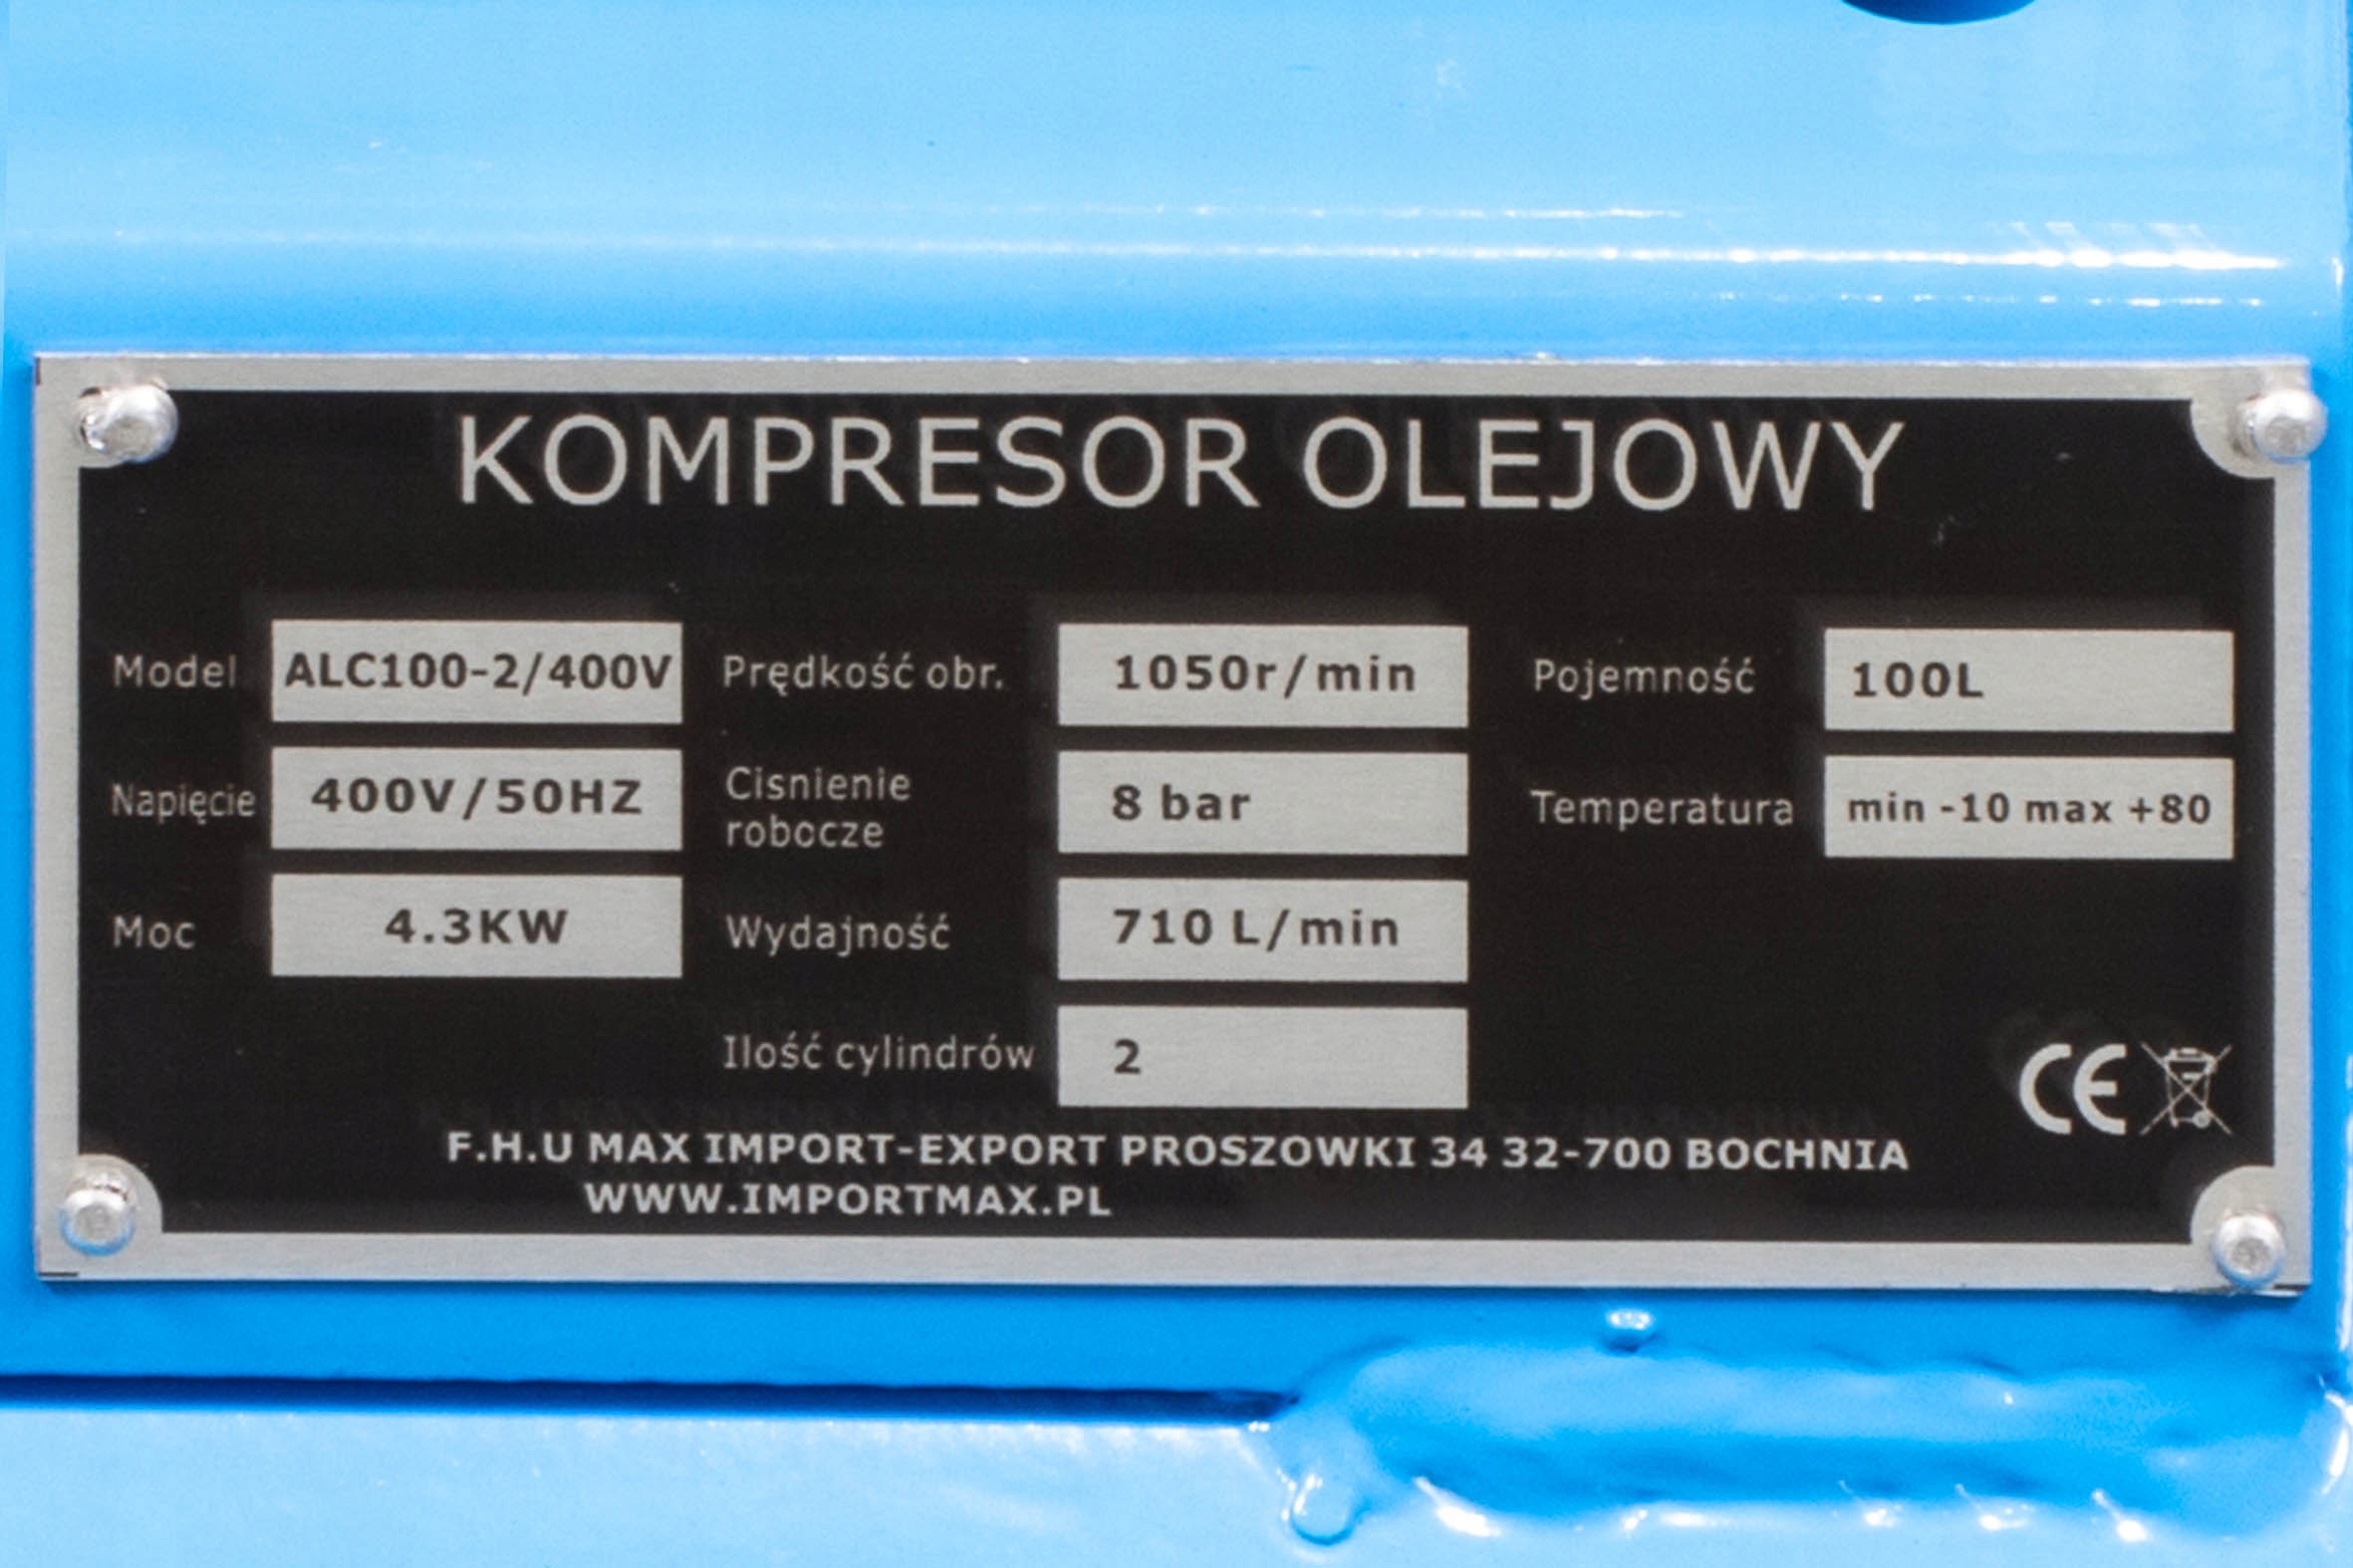 KOMPRESOR OLEJOWY
Model ALC100-2/400V Prędkość obr. 1050r/min Pojemność 100L
Napięcie 400V/50HZ Cisnienie robocze 8 bar Temperatura min -10 max +80
Moc 4.3KW Wydajność 710 L/min
Ilość cylindrów 2
CE
F.H.U MAX IMPORT-EXPORT PROSZOWKI 34 32-700 BOCHNIA
WWW.IMPORTMAX.PL